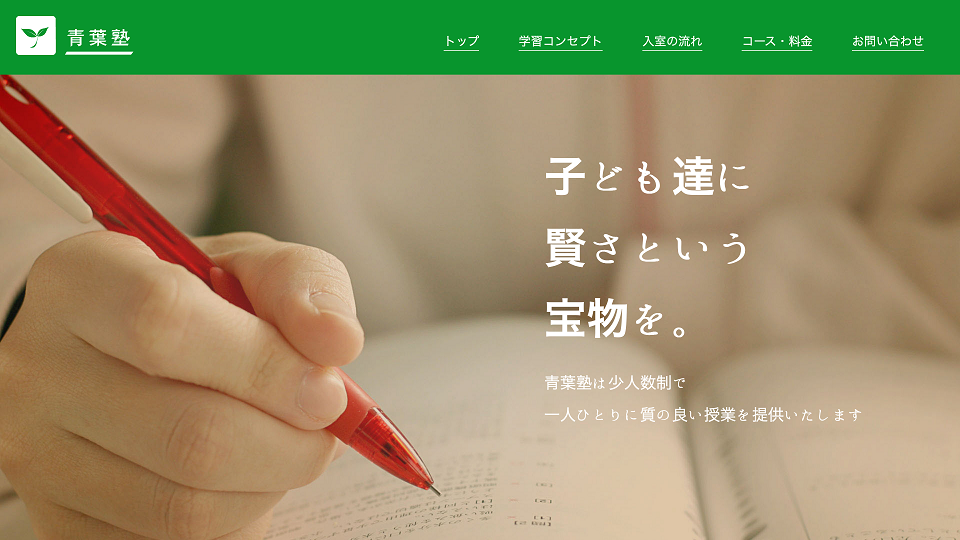 青葉塾
トップ
学習コンセプト
入室の流れ
コース・料金
お問い合わせ
子ども達に
賢さという
宝物を。
青葉塾は少人数制で
一人ひとりに質の良い授業を提供いたします